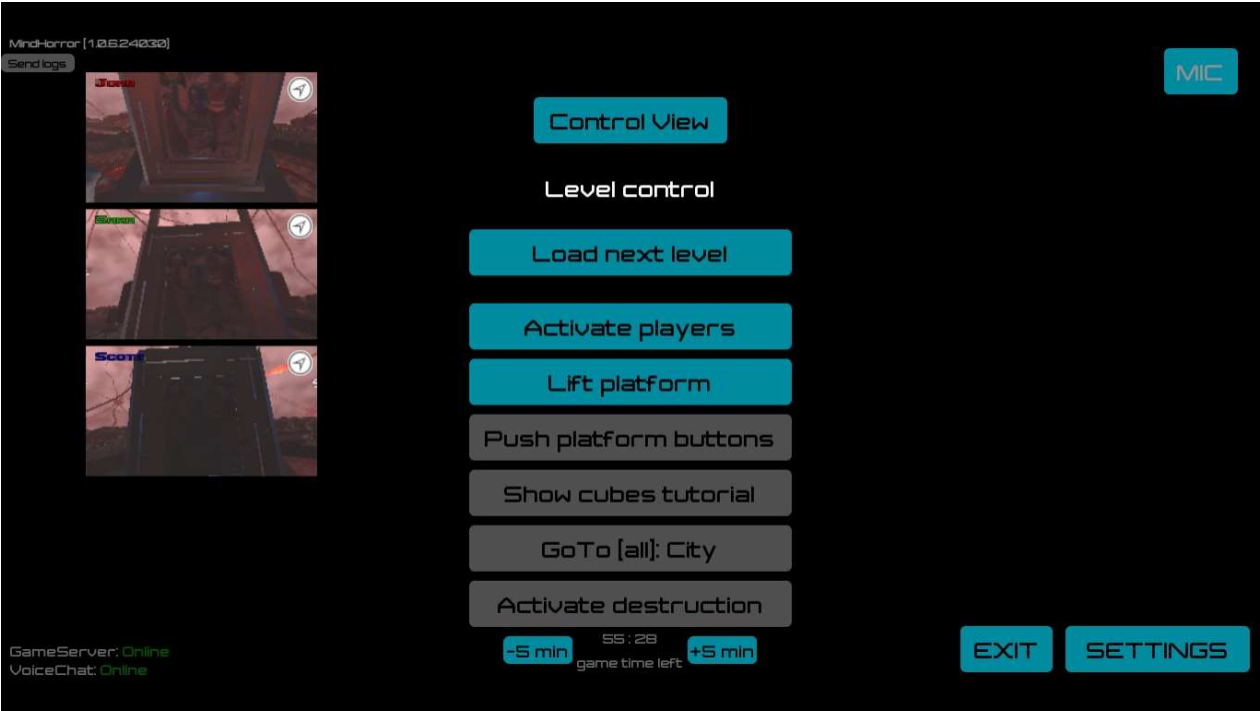 MindHorror [1.0.6.24030]
Send logs
MIC
Control View
Level control
Load next level
Activate players
Lift platform
Push platform buttons
Show cubes tutorial
GoTo [all]: City
Activate destruction
Scott
-5 min
55:28
game time left
+5 min
GameServer: Online
VoiceChat: Online
EXIT
SETTINGS